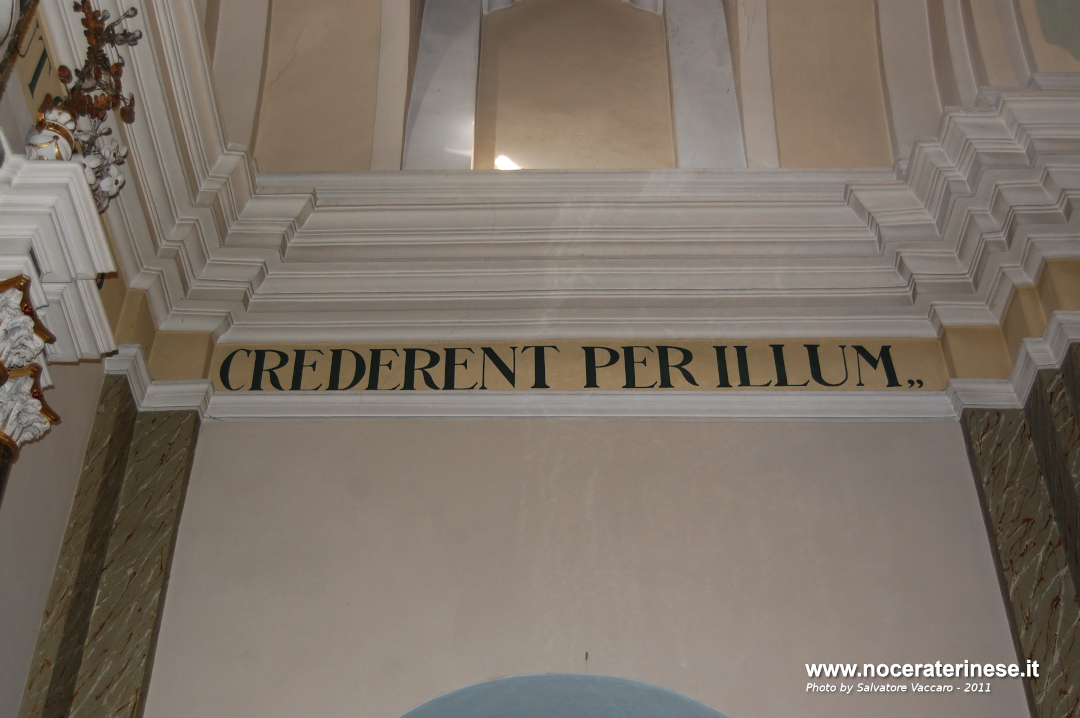 CREDERENT PER ILLUM„
www.noceraterinese.it
Photo by Salvatore Vaccaro - 2011